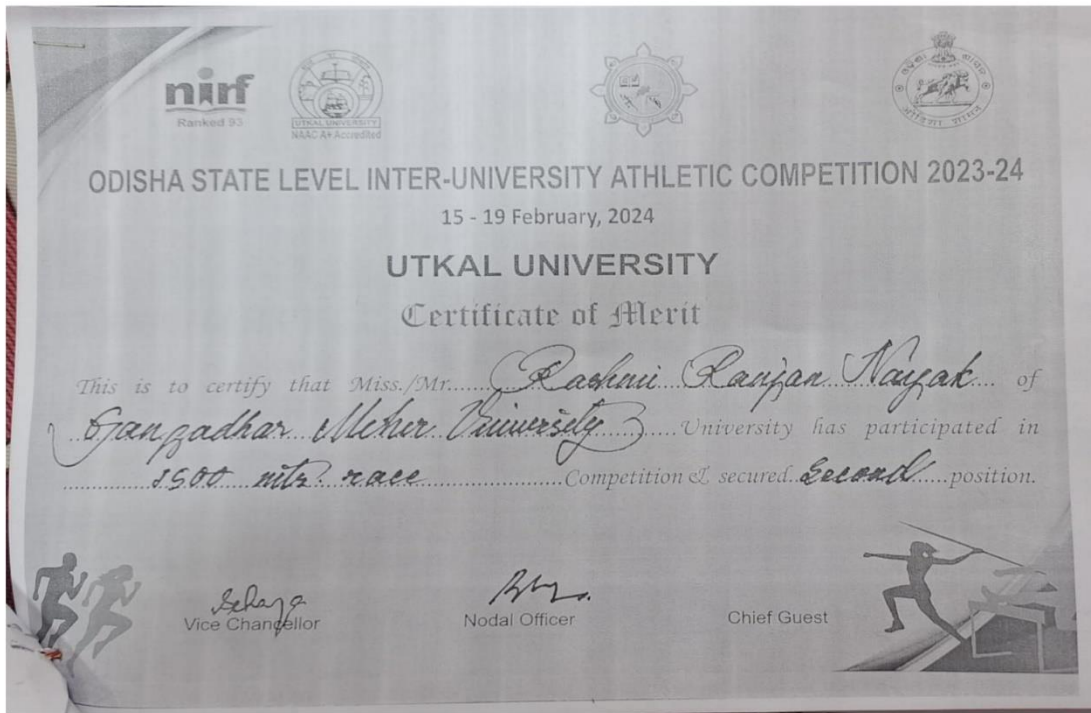 nirf
Ranked 93
UTKAL UNIVERSITY
NAAC A+ Accredited
ODISHA STATE LEVEL INTER-UNIVERSITY ATHLETIC COMPETITION 2023-24
15 - 19 February, 2024
UTKAL UNIVERSITY
Certificate of Merit
This is to certify that Miss./Mr..... Rashmi Ranjan Nayak... of
..Gangadhar Meher University.......University has participated in
..........1500 mtr. race................Competition & secured..Second.....position.
Vice Chancellor
Nodal Officer
Chief Guest